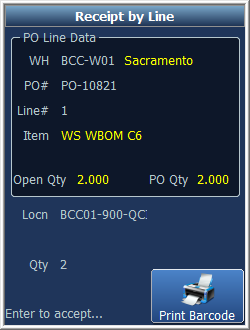 Receipt by Line
PO Line Data
WH BCC-W01 Sacramento
PO# PO-10821
Line# 1
Item WS WBOM C6
Open Qty 2.000 PO Qty 2.000
Locn BCC01-900-QC
Qty 2
Enter to accept...
Print Barcode